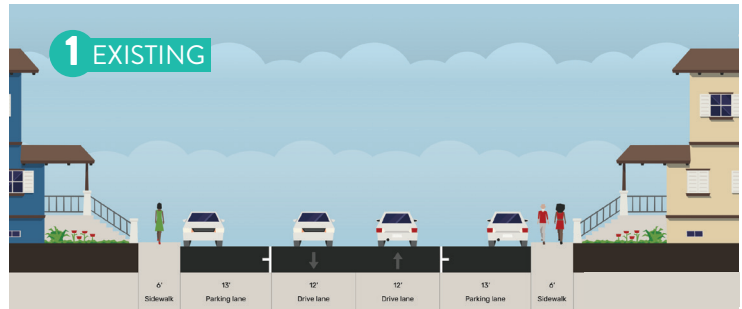 1 EXISTING
6' 13' 12' 12' 13' 6'
Sidewalk Parking lane Drive lane Drive lane Parking lane Sidewalk